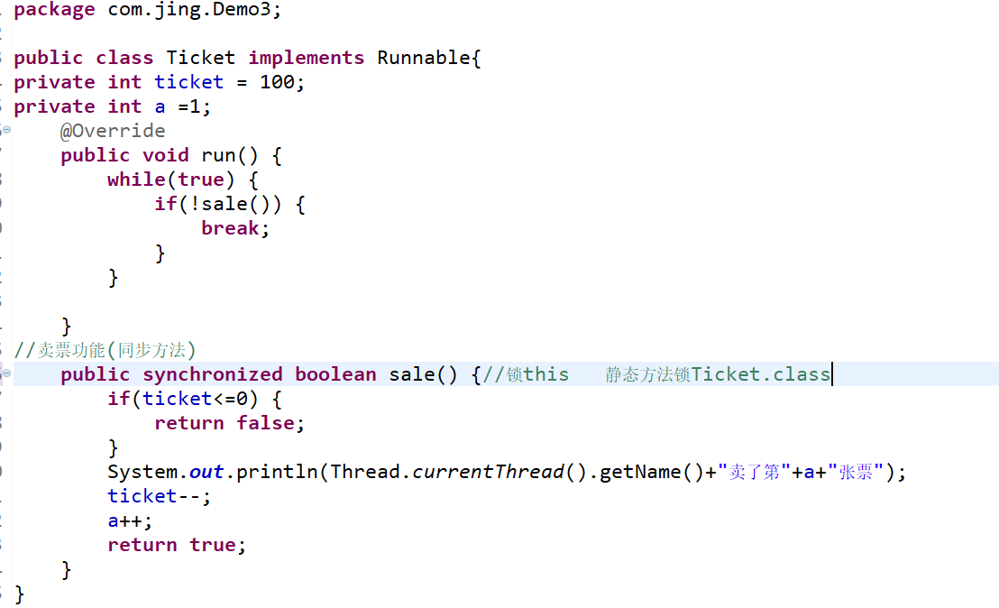 package com.jing.Demo3;
public class Ticket implements Runnable{
private int ticket = 100;
private int a =1;
    @Override
    public void run() {
        while(true) {
            if(!sale()) {
                break;
            }
        }
    }
//卖票功能(同步方法)
    public synchronized boolean sale() {//锁this   静态方法锁Ticket.class
        if(ticket<=0) {
            return false;
        }
        System.out.println(Thread.currentThread().getName()+"卖了第"+a+"张票");
        ticket--;
        a++;
        return true;
    }
}